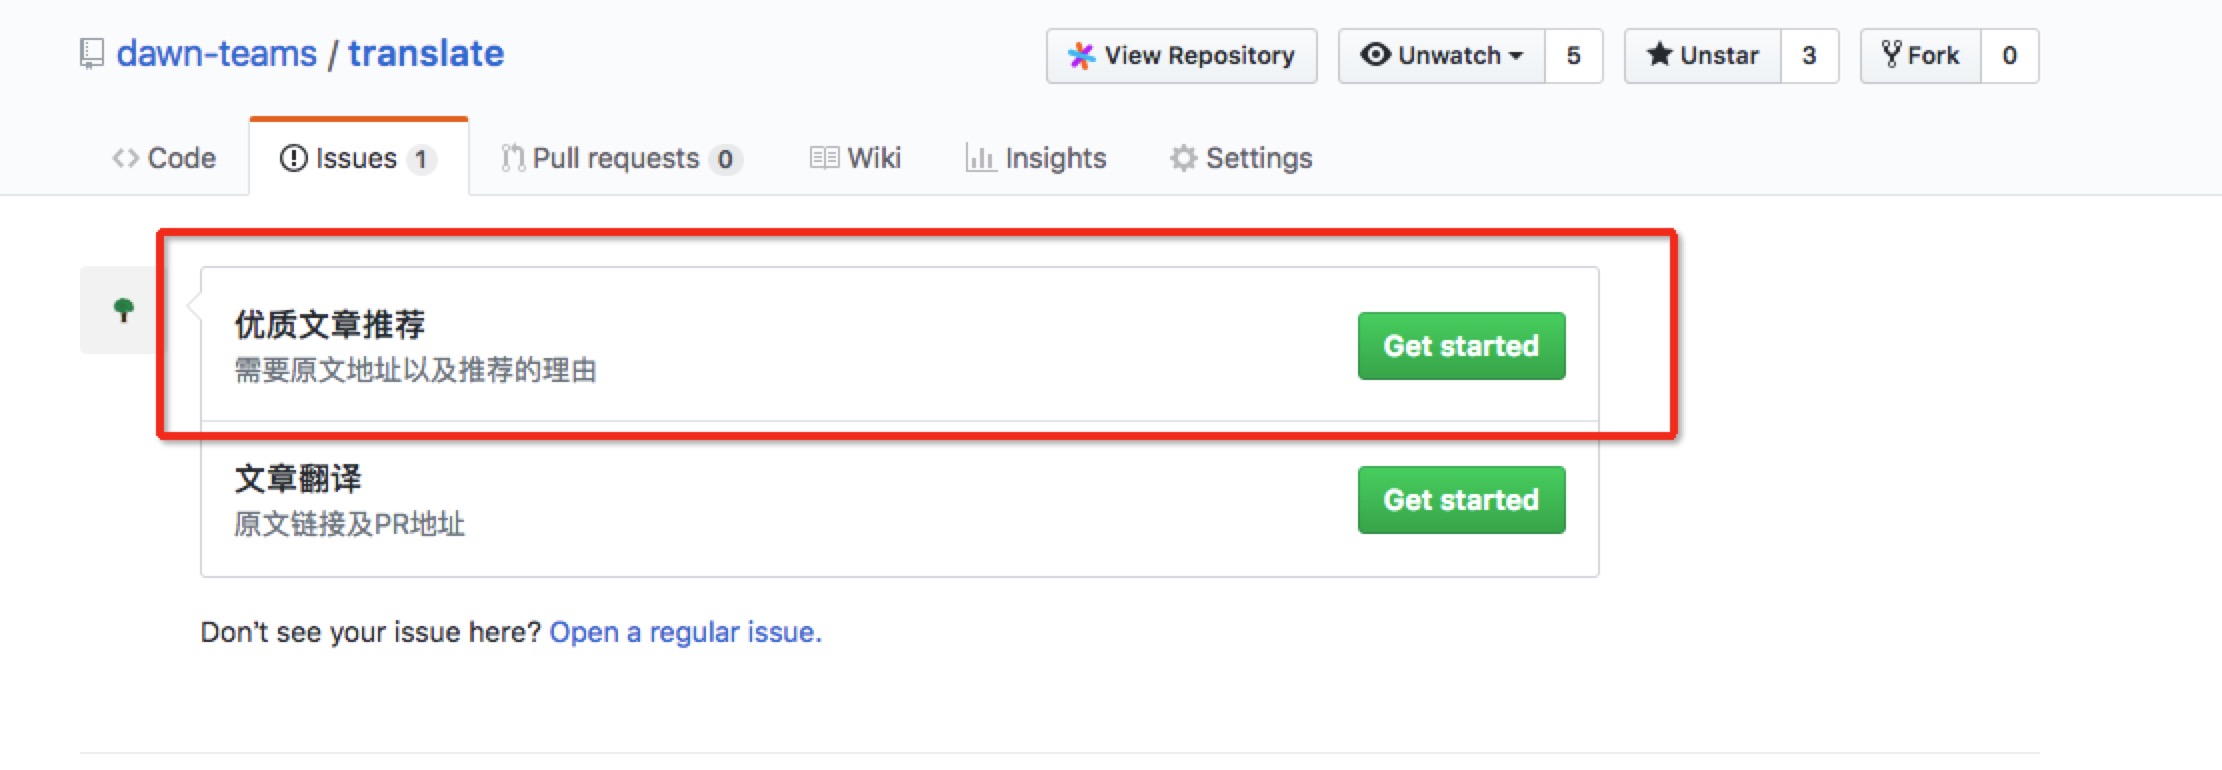 dawn-teams / translate
View Repository
Unwatch 5
Unstar 3
Fork 0
Code
Issues 1
Pull requests 0
Wiki
Insights
Settings
优质文章推荐
需要原文地址以及推荐的理由
Get started
文章翻译
原文链接及PR地址
Get started
Don't see your issue here? Open a regular issue.